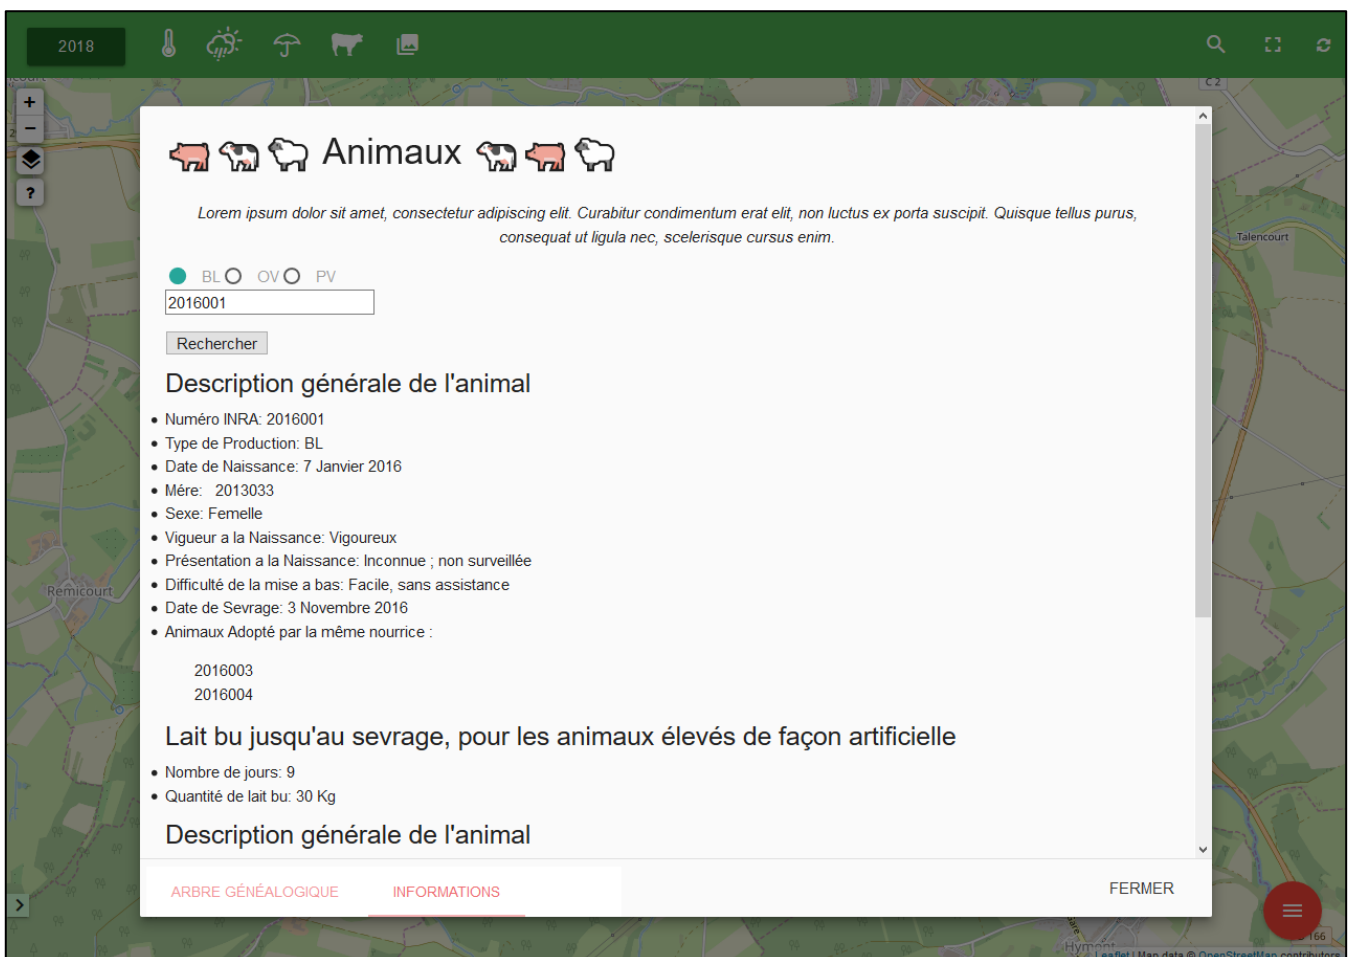 2018
C 2
+
−
?
Animaux
Lorem ipsum dolor sit amet, consectetur adipiscing elit. Curabitur condimentum erat elit, non luctus ex porta suscipit. Quisque tellus purus,
consequat ut ligula nec, scelerisque cursus enim.
Talencourt
BL OV PV
2016001
Rechercher
Description générale de l'animal
• Numéro INRA: 2016001
• Type de Production: BL
• Date de Naissance: 7 Janvier 2016
• Mére: 2013033
• Sexe: Femelle
• Vigueur a la Naissance: Vigoureux
• Présentation a la Naissance: Inconnue ; non surveillée
• Difficulté de la mise a bas: Facile, sans assistance
Remicourt
• Date de Sevrage: 3 Novembre 2016
• Animaux Adopté par la même nourrice :
2016003
2016004
Lait bu jusqu'au sevrage, pour les animaux élevés de façon artificielle
• Nombre de jours: 9
• Quantité de lait bu: 30 Kg
Description générale de l'animal
ARBRE GÉNÉALOGIQUE INFORMATIONS FERMER
166
Hymont
Leaflet | Map data © OpenStreetMap contributors